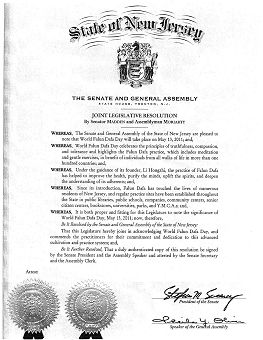 State of New Jersey
THE SENATE AND GENERAL ASSEMBLY
STATE HOUSE, TRENTON, N.J.
JOINT LEGISLATIVE RESOLUTION
By Senator MADDEN and Assemblyman MORIARTY
WHEREAS, The Senate and General Assembly of the State of New Jersey are pleased to
note that World Falun Dafa Day will take place on May 13, 2011; and,
WHEREAS, World Falun Dafa Day celebrates the principles of truthfulness, compassion,
and tolerance and highlights the Falun Dafa practice, which includes meditation
and gentle exercises, in benefit of individuals from all walks of life in more than one
hundred countries; and,
WHEREAS, Under the guidance of its founder, Li Hongzhi, the practice of Falun Dafa
has helped to improve the health, purify the minds, uplift the spirits, and deepen
the understanding of its adherents; and,
WHEREAS, Since its introduction, Falun Dafa has touched the lives of numerous
residents of New Jersey, and regular practice sites have been established throughout
the State in public libraries, public schools, companies, community centers, senior
citizen centers, bookstores, universities, parks, and Y.M.C.A.s; and,
WHEREAS, It is both proper and fitting for this Legislature to note the significance of
World Falun Dafa Day, May 13, 2011; now, therefore,
Be It Resolved by the Senate and General Assembly of the State of New Jersey:
That this Legislature hereby joins in acknowledging World Falun Dafa Day, and
commends the practitioners for their commitment and dedication to this advanced
cultivation and practice system; and,
Be It Further Resolved, That a duly authenticated copy of this resolution be signed
by the Senate President and the Assembly Speaker and attested by the Senate Secretary
and the Assembly Clerk.
Attest:
President of the Senate
Speaker of the General Assembly